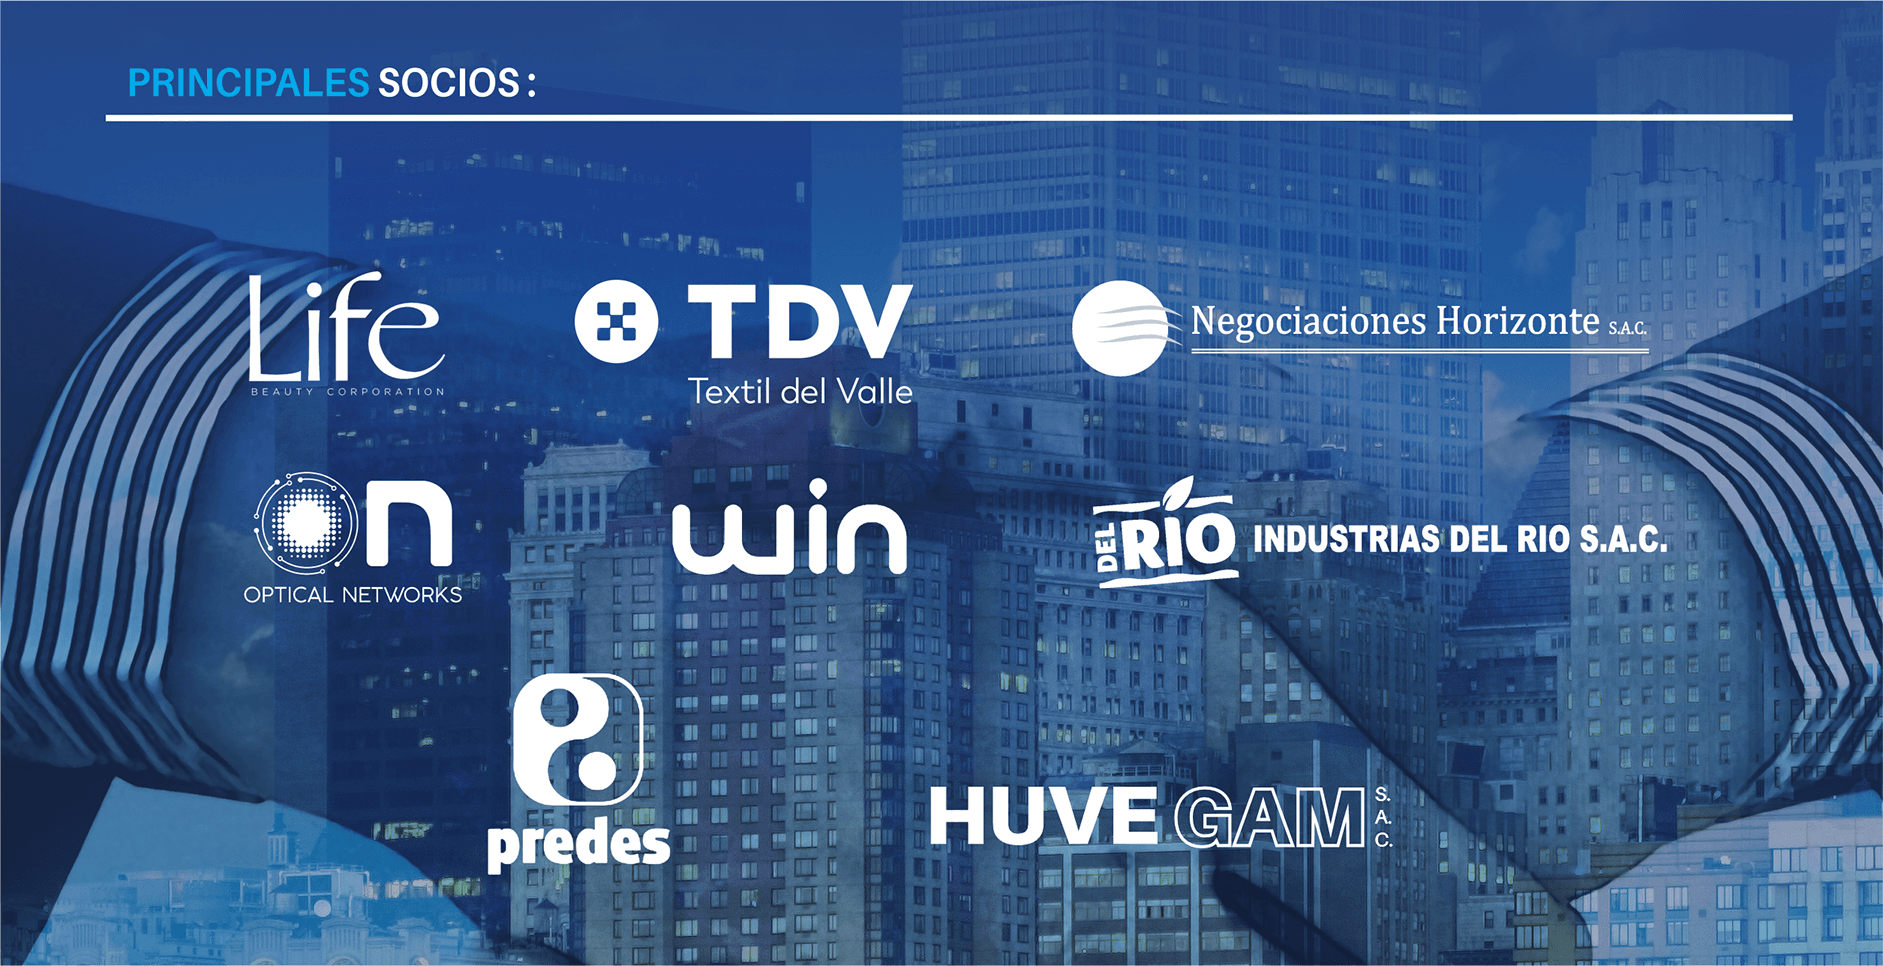 PRINCIPALES SOCIOS:
Life
BEAUTY CORPORATION
TDV
Textil del Valle
Negociaciones Horizonte S.A.C.
On
OPTICAL NETWORKS
win
DEL RÍO
INDUSTRIAS DEL RIO S.A.C.
predes
HUVE GAM S.A.C.